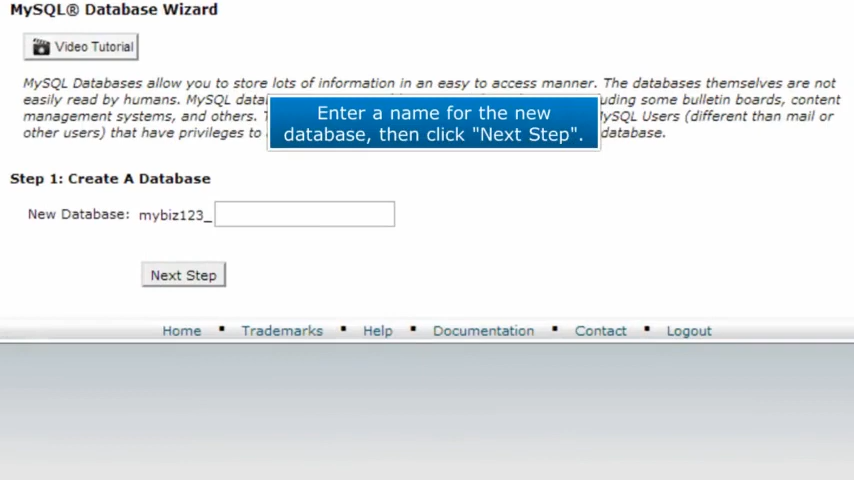 MySQL® Database Wizard
Video Tutorial
MySQL Databases allow you to store lots of information in an easy to access manner. The databases themselves are not
easily read by humans. MySQL data
including some bulletin boards, content
management systems, and others.
MySQL Users (different than mail or
other users) that have privileges to
database.
Enter a name for the new
database, then click "Next Step".
Step 1: Create A Database
New Database: mybiz123_
Next Step
Home ▪ Trademarks ▪ Help ▪ Documentation ▪ Contact ▪ Logout